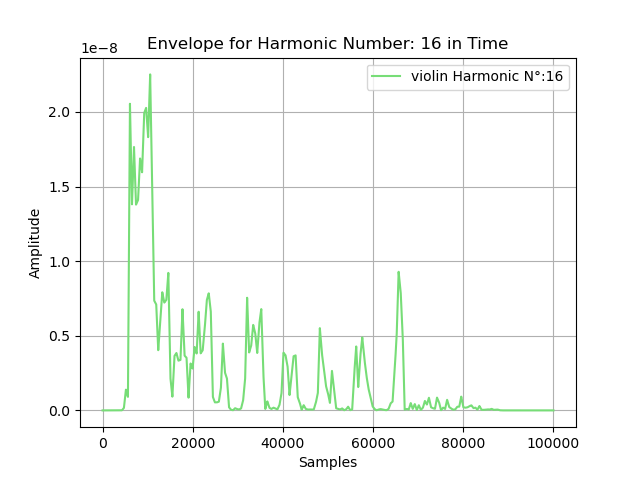 Envelope for Harmonic Number: 16 in Time
1e−8
violin Harmonic N°:16
2.0
1.5
1.0
0.5
0.0
Amplitude
0 20000 40000 60000 80000 100000
Samples